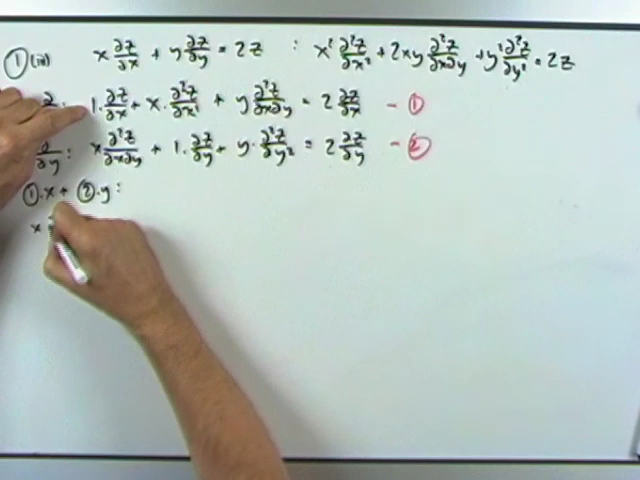 ① (iii) x ∂z/∂x + y ∂z/∂y = 2z : x² ∂²z/∂x² + 2xy ∂²z/∂x∂y + y² ∂²z/∂y² = 2z
1. ∂z/∂x + x. ∂²z/∂x² + y ∂²z/∂x∂y = 2 ∂z/∂x - ①
∂/∂y : x ∂²z/∂x∂y + 1. ∂z/∂y + y. ∂²z/∂y² = 2 ∂z/∂y - ②
①.x + ②.y :
x